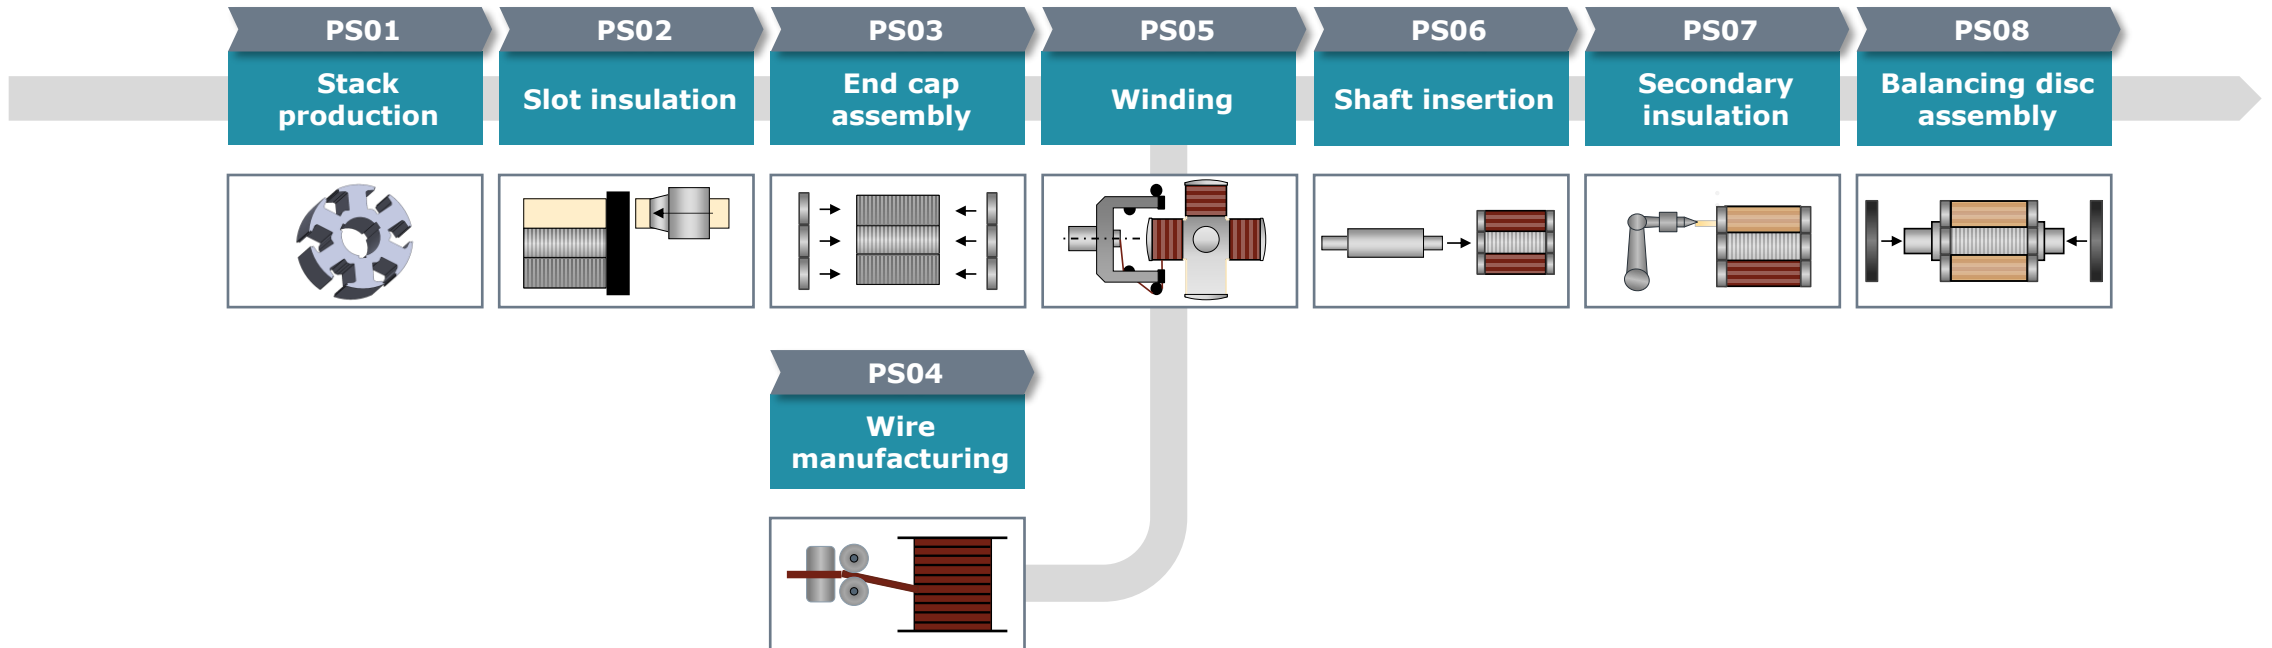 PS01
Stack
production
PS02
Slot insulation
PS03
End cap
assembly
PS05
Winding
PS06
Shaft insertion
PS07
Secondary
insulation
PS08
Balancing disc
assembly
PS04
Wire
manufacturing